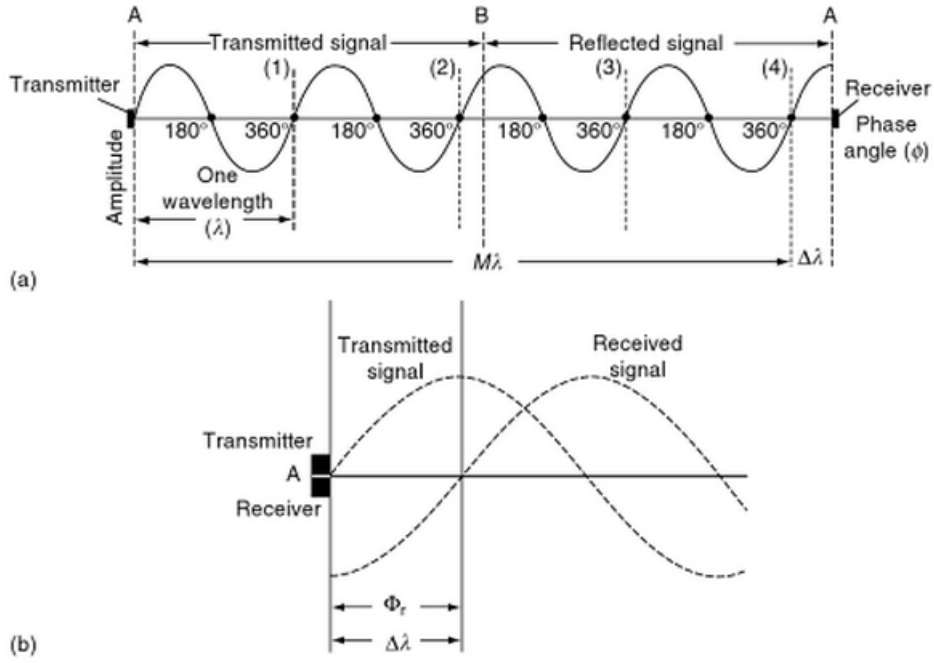 A B A
Transmitted signal Reflected signal
(1) (2) (3) (4)
Transmitter Receiver
180° 360° 180° 360° 180° 360° 180° 360°
Phase
angle (ϕ)
Amplitude
One
wavelength
(λ)
Mλ Δλ
(a)
Transmitted
signal
Received
signal
Transmitter
A
Receiver
Φr
Δλ
(b)